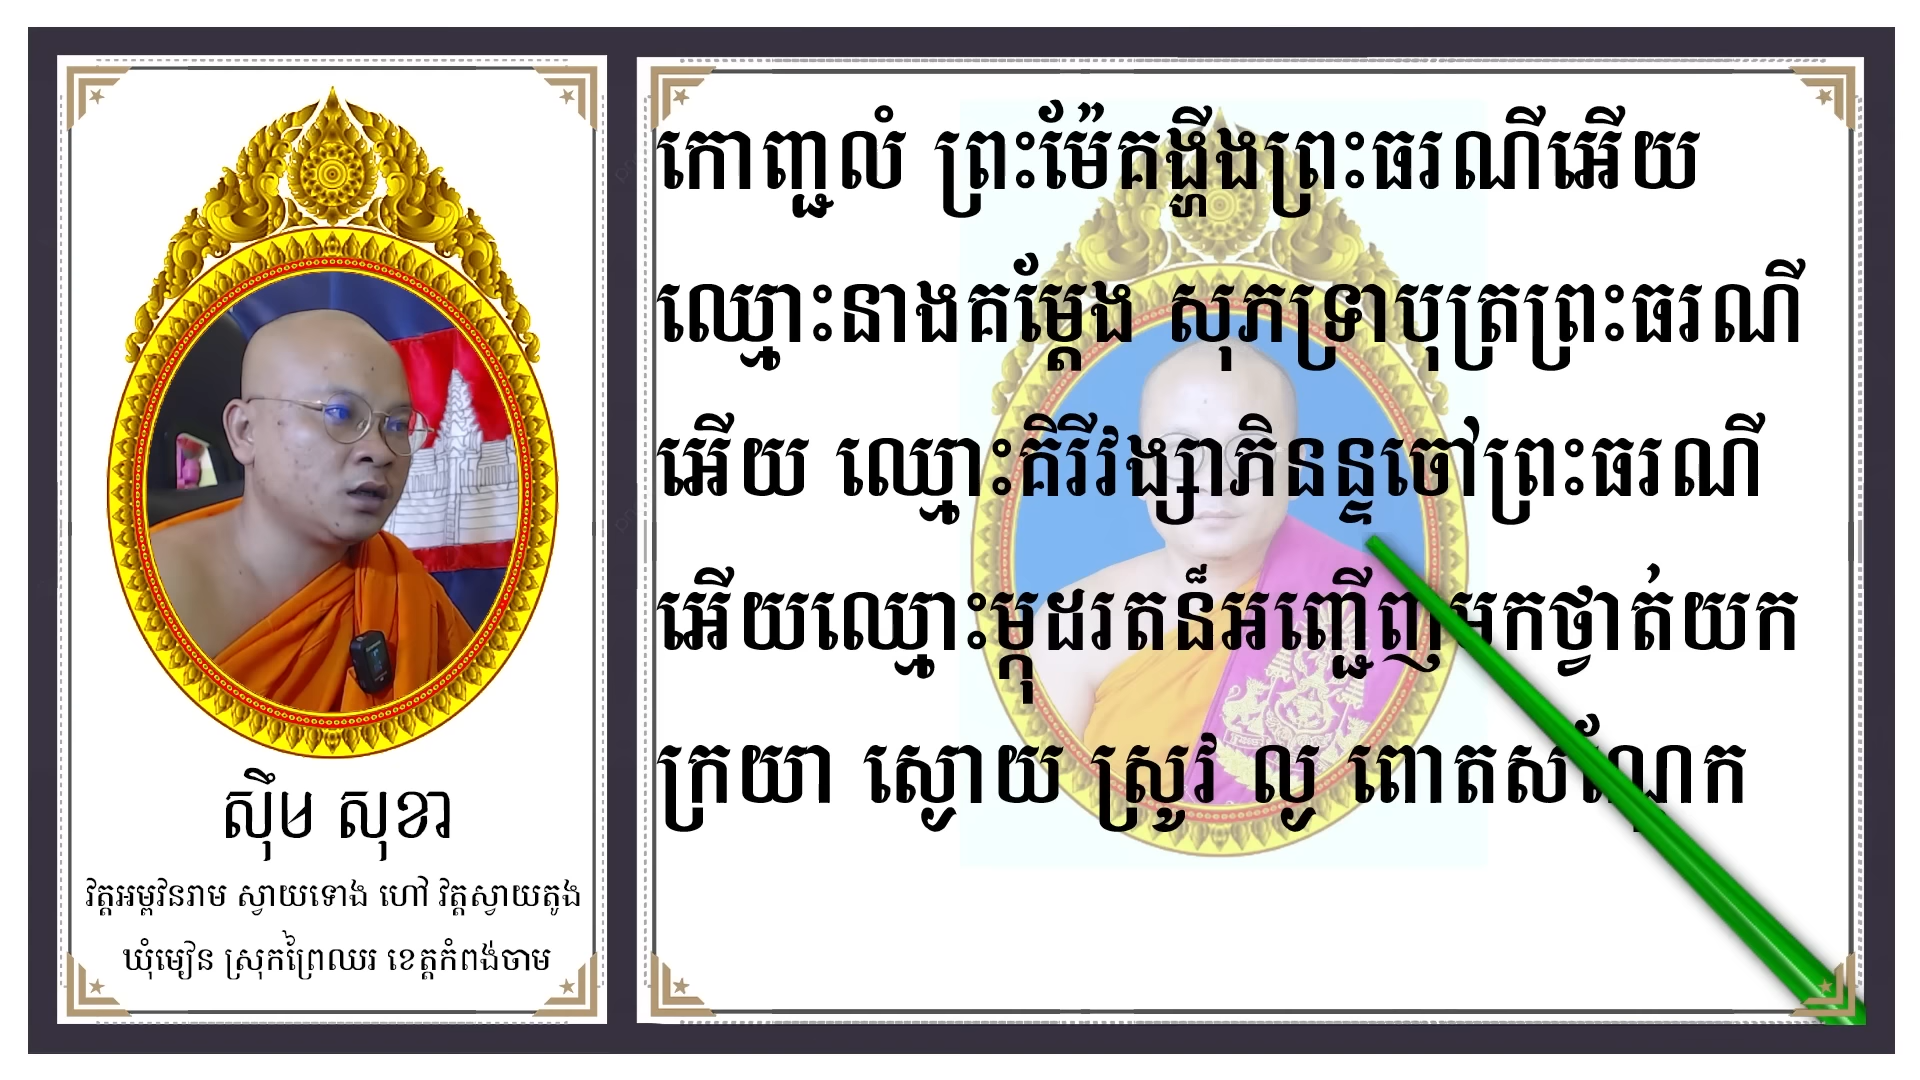 កោញ្ជលំ ព្រះម៉ែគង្ហីងព្រះធរណីអើយ
ឈ្មោះនាងគម្តែង សុភទ្រាបុត្រព្រះធរណី
អើយ ឈ្មោះគិរីវង្សាភិនន្ទចៅព្រះធរណី
អើយឈ្មោះម្កុដរតន៏អញ្ជើញមកថ្វាត់យក
ក្រយា ស្ងោយ ស្រូវ ល្ង ពោតសណែក
ស៊ឹម សុខា
វត្តអម្ពវនរាម ស្វាយទោង ហៅ វត្តស្វាយតូង
ឃុំមៀន ស្រុកព្រៃឈរ ខេត្តកំពង់ចាម